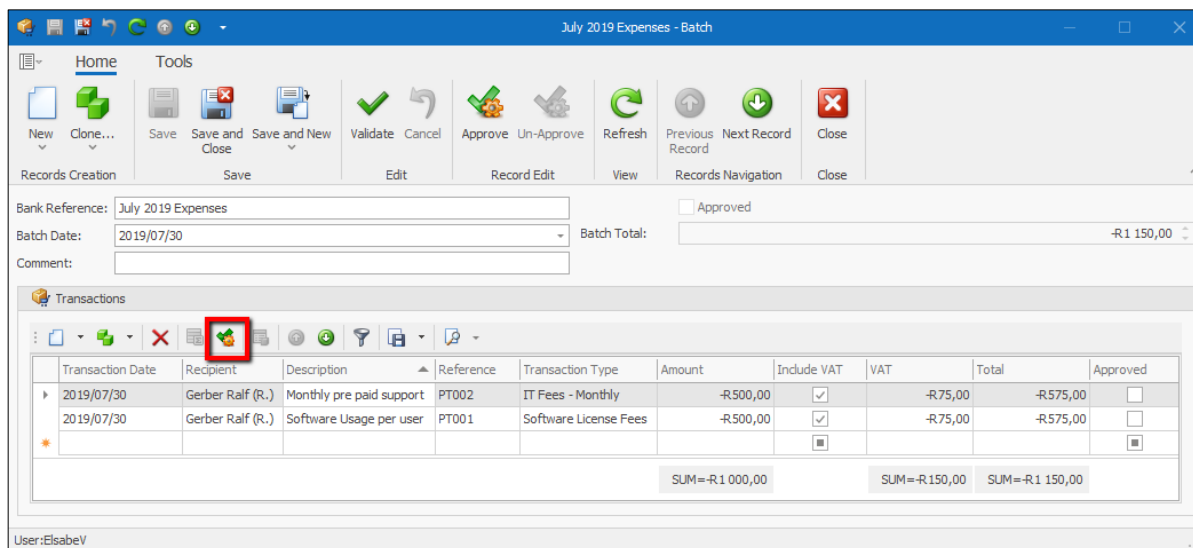 July 2019 Expenses - Batch
Home Tools
New Clone... Save Save and Close Save and New Validate Cancel Approve Un-Approve Refresh Previous Record Next Record Close
Records Creation Save Edit Record Edit View Records Navigation Close
Bank Reference: July 2019 Expenses Approved
Batch Date: 2019/07/30 Batch Total: -R1 150,00
Comment:
Transactions
Transaction Date Recipient Description Reference Transaction Type Amount Include VAT VAT Total Approved
2019/07/30 Gerber Ralf (R.) Monthly pre paid support PT002 IT Fees - Monthly -R500,00 -R75,00 -R575,00
2019/07/30 Gerber Ralf (R.) Software Usage per user PT001 Software License Fees -R500,00 -R75,00 -R575,00
SUM=-R1 000,00 SUM=-R150,00 SUM=-R1 150,00
User:ElsabeV